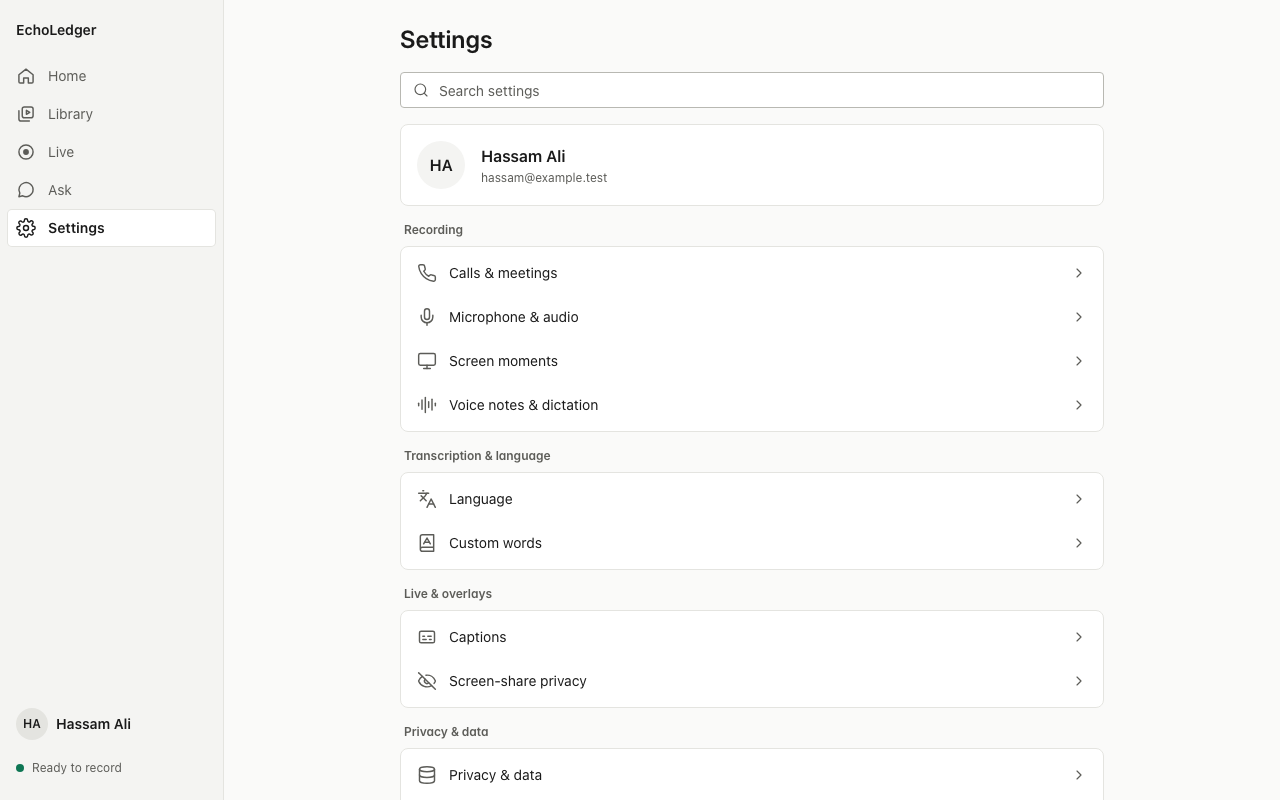 EchoLedger
Home
Library
Live
Ask
Settings
HA
Hassam Ali
Ready to record
Settings
Search settings
HA
Hassam Ali
hassam@example.test
Recording
Calls & meetings
Microphone & audio
Screen moments
Voice notes & dictation
Transcription & language
Language
Custom words
Live & overlays
Captions
Screen-share privacy
Privacy & data
Privacy & data